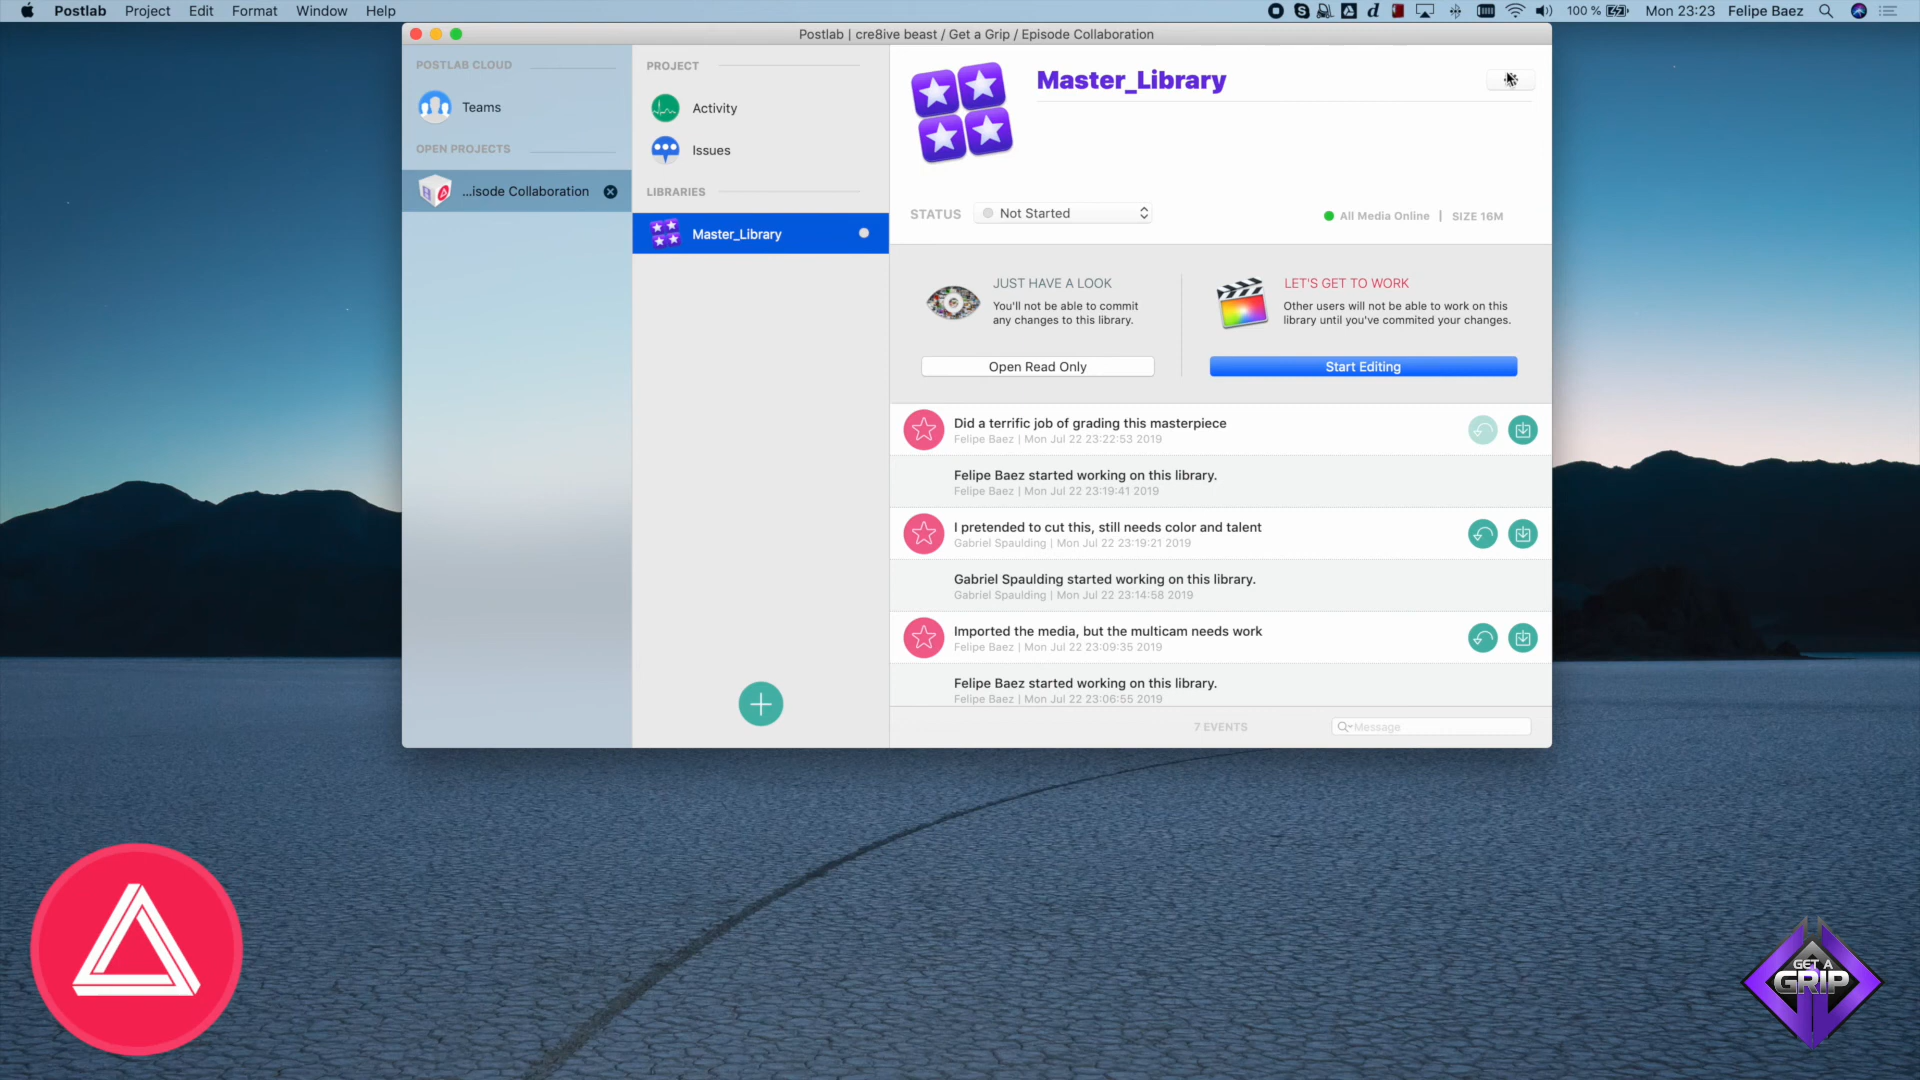 Postlab Project Edit Format Window Help
100 % Mon 23:23 Felipe Baez
Postlab | cre8ive beast / Get a Grip / Episode Collaboration
POSTLAB CLOUD
Teams
OPEN PROJECTS
...isode Collaboration
PROJECT
Activity
Issues
LIBRARIES
Master_Library
Master_Library
STATUS Not Started
All Media Online | SIZE 16M
JUST HAVE A LOOK
You'll not be able to commit
any changes to this library.
Open Read Only
LET'S GET TO WORK
Other users will not be able to work on this
library until you've commited your changes.
Start Editing
Did a terrific job of grading this masterpiece
Felipe Baez | Mon Jul 22 23:22:53 2019
Felipe Baez started working on this library.
Felipe Baez | Mon Jul 22 23:19:41 2019
I pretended to cut this, still needs color and talent
Gabriel Spaulding | Mon Jul 22 23:19:21 2019
Gabriel Spaulding started working on this library.
Gabriel Spaulding | Mon Jul 22 23:14:58 2019
Imported the media, but the multicam needs work
Felipe Baez | Mon Jul 22 23:09:35 2019
Felipe Baez started working on this library.
Felipe Baez | Mon Jul 22 23:06:55 2019
7 EVENTS
Message
GET A
GRIP